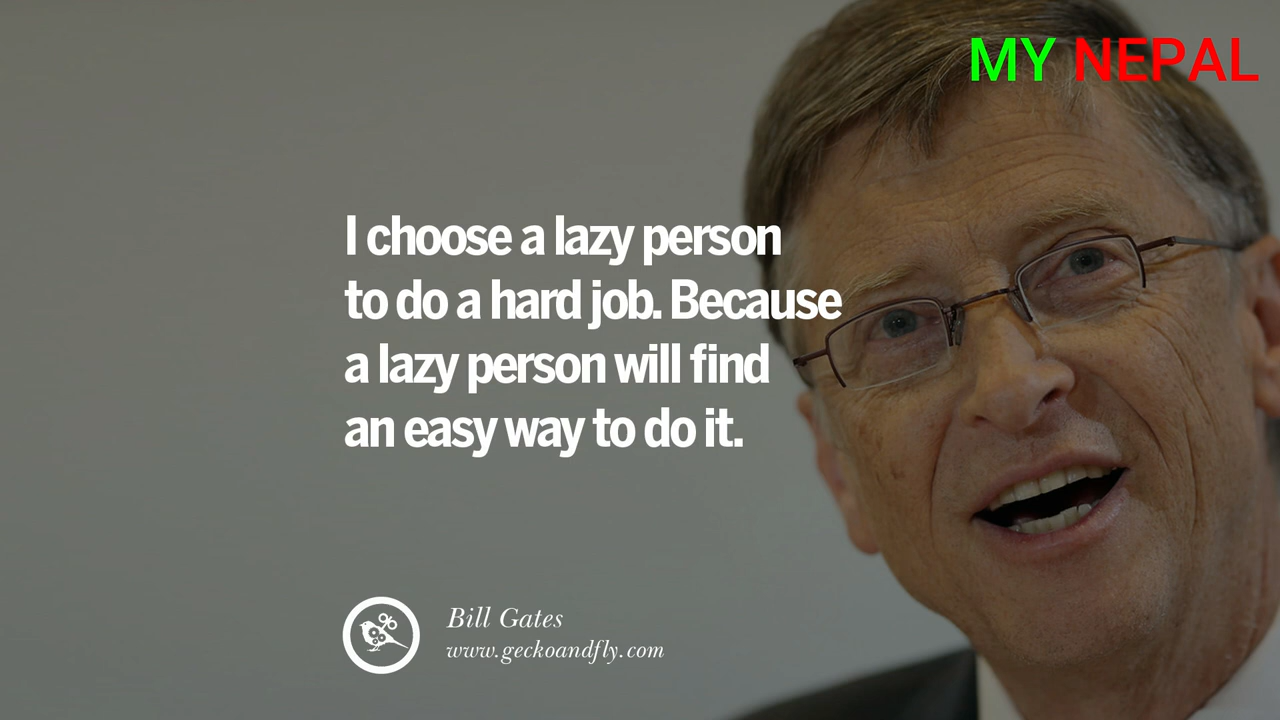 MY NEPAL
I choose a lazy person
to do a hard job. Because
a lazy person will find
an easy way to do it.
Bill Gates
www.geckoandfly.com